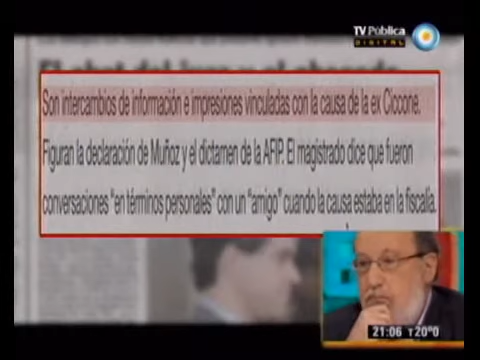 TV Pública
DIGITAL
Son intercambios de información e impresiones vinculadas con la causa de la ex Ciccone.
Figuran la declaración de Muñoz y el dictamen de la AFIP. El magistrado dice que fueron
conversaciones "en términos personales" con un "amigo" cuando la causa estaba en la fiscalía.
21:06 T 20º